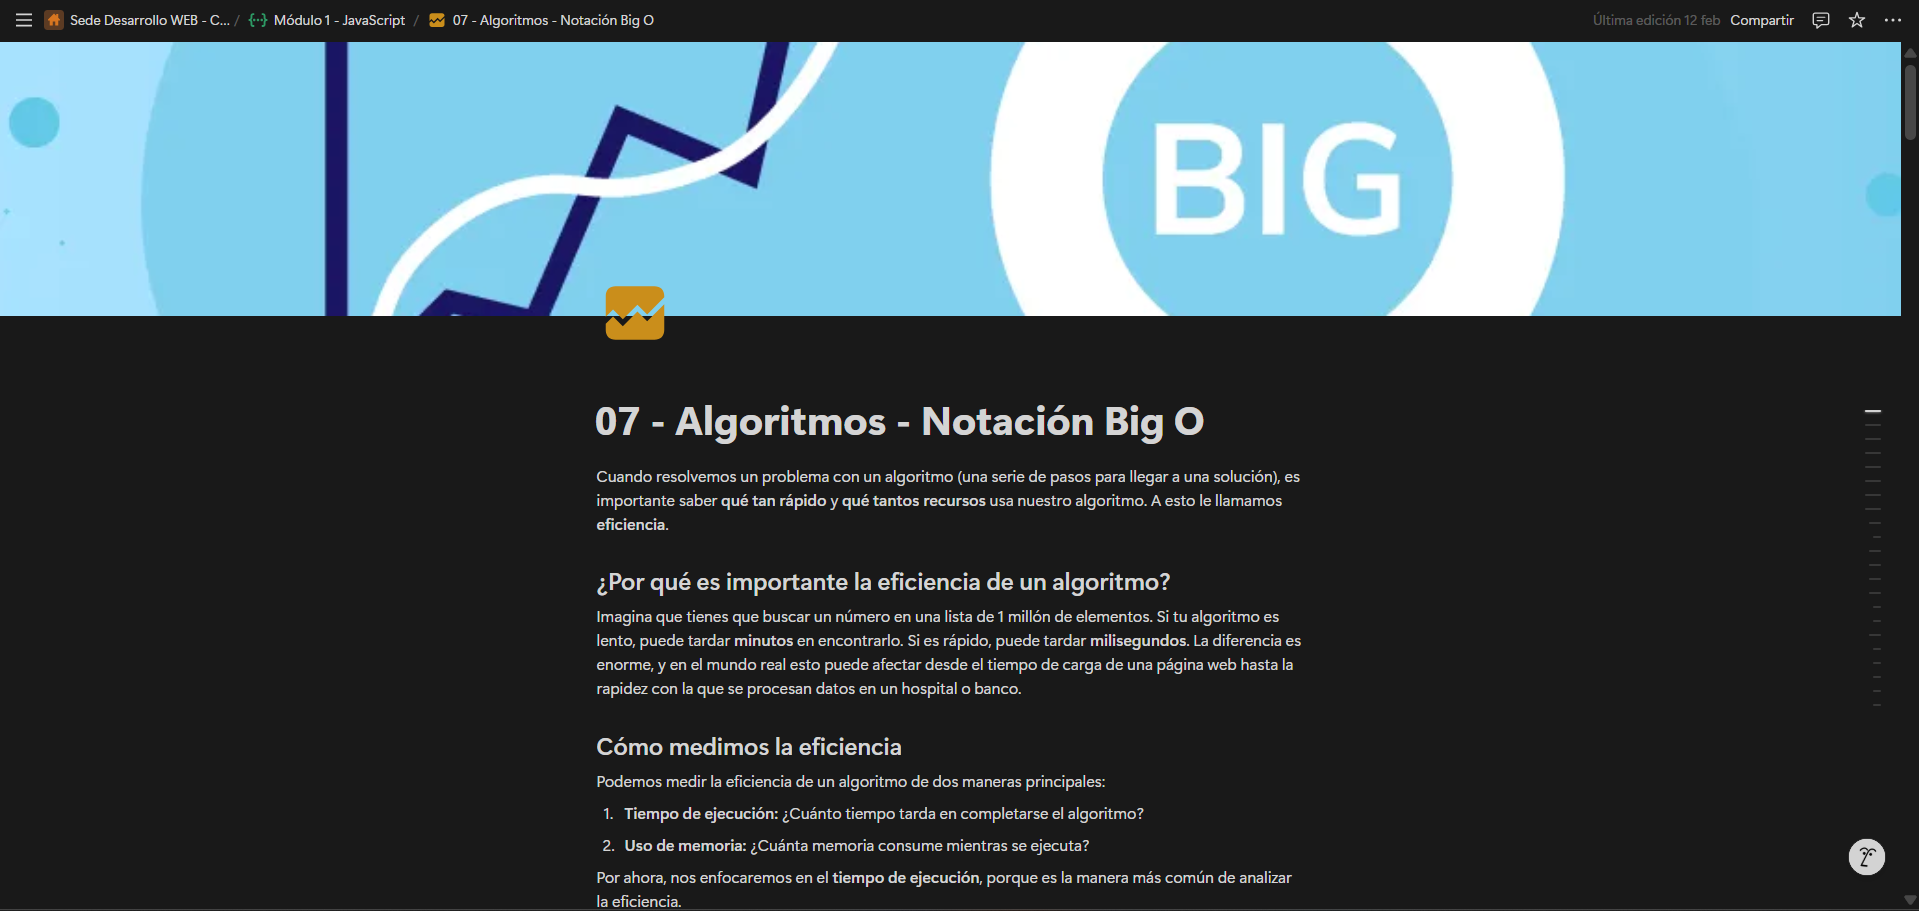 Sede Desarrollo WEB - C... / Módulo 1 - JavaScript / 07 - Algoritmos - Notación Big O
Última edición 12 feb Compartir
BIG
07 - Algoritmos - Notación Big O
Cuando resolvemos un problema con un algoritmo (una serie de pasos para llegar a una solución), es
importante saber qué tan rápido y qué tantos recursos usa nuestro algoritmo. A esto le llamamos
eficiencia.
¿Por qué es importante la eficiencia de un algoritmo?
Imagina que tienes que buscar un número en una lista de 1 millón de elementos. Si tu algoritmo es
lento, puede tardar minutos en encontrarlo. Si es rápido, puede tardar milisegundos. La diferencia es
enorme, y en el mundo real esto puede afectar desde el tiempo de carga de una página web hasta la
rapidez con la que se procesan datos en un hospital o banco.
Cómo medimos la eficiencia
Podemos medir la eficiencia de un algoritmo de dos maneras principales:
1. Tiempo de ejecución: ¿Cuánto tiempo tarda en completarse el algoritmo?
2. Uso de memoria: ¿Cuánta memoria consume mientras se ejecuta?
Por ahora, nos enfocaremos en el tiempo de ejecución, porque es la manera más común de analizar
la eficiencia.